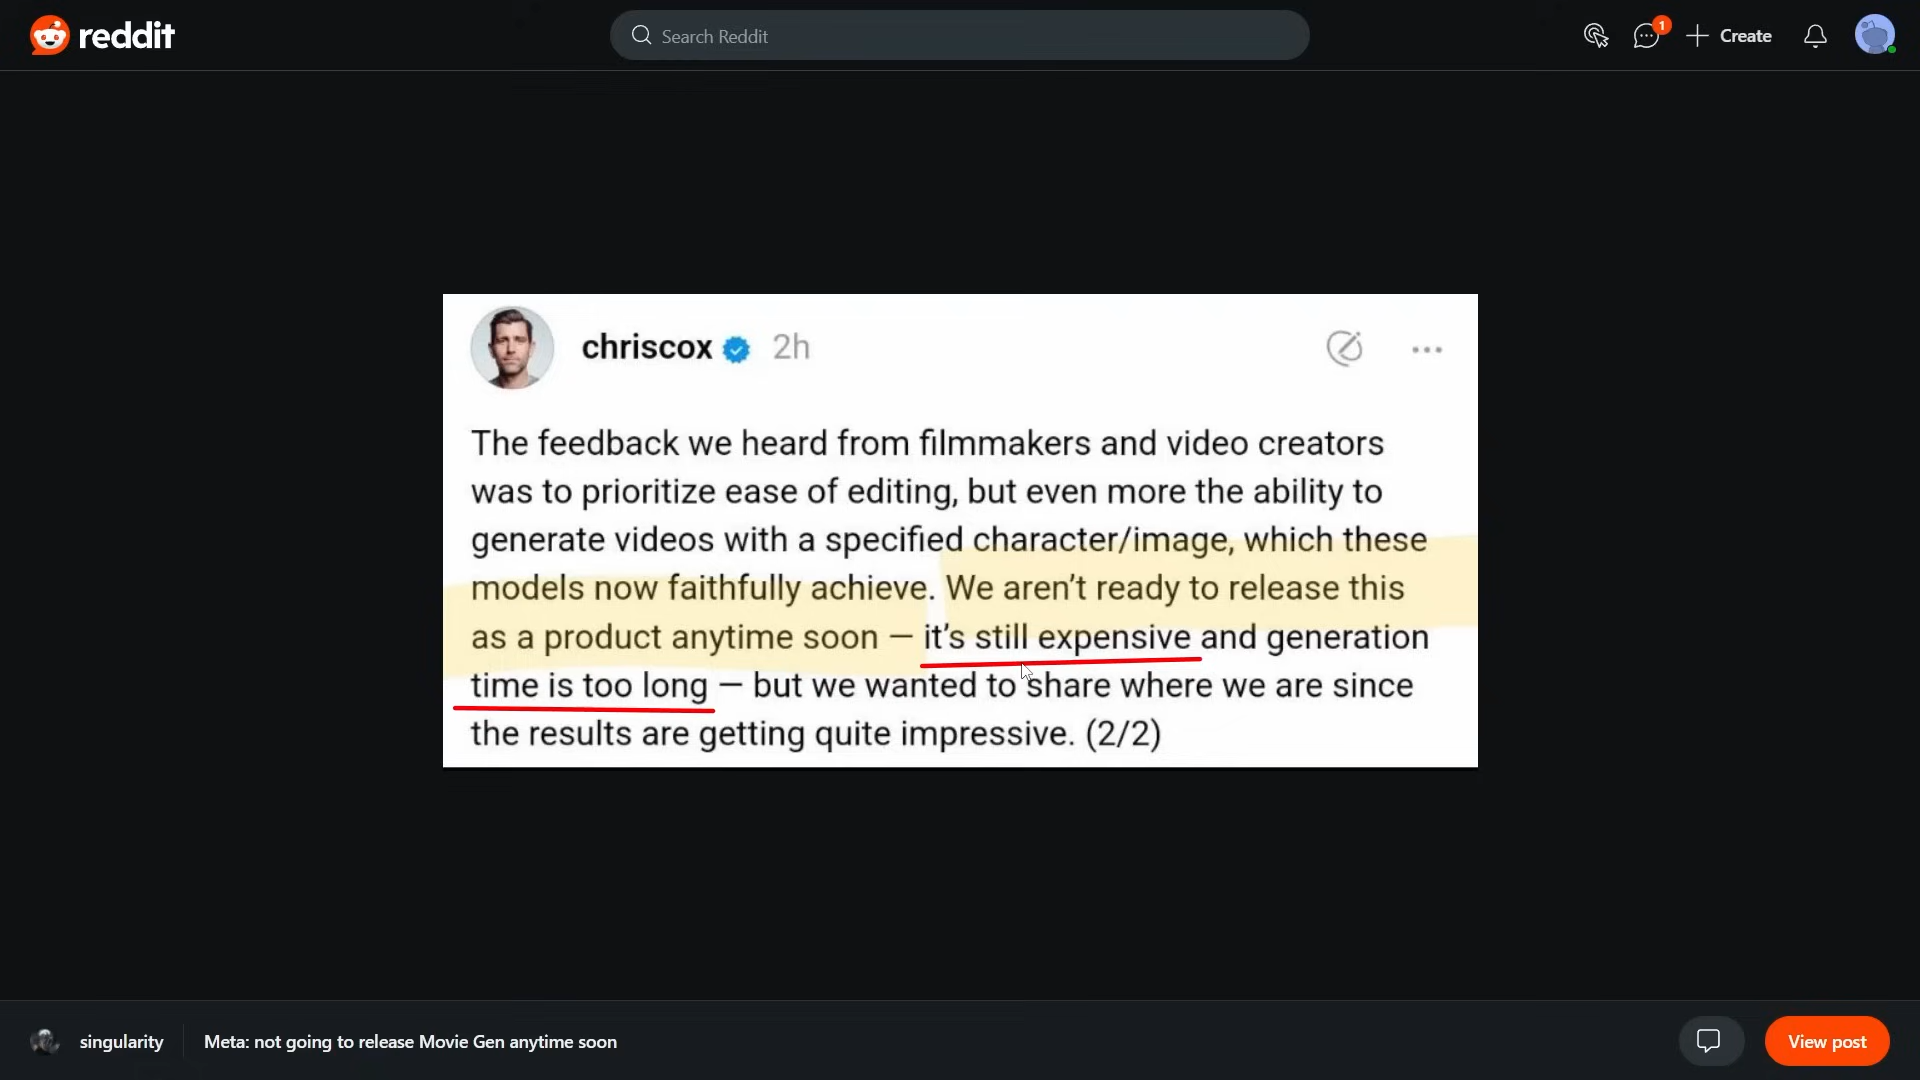 reddit
Search Reddit
1
Create
chriscox 2h
The feedback we heard from filmmakers and video creators
was to prioritize ease of editing, but even more the ability to
generate videos with a specified character/image, which these
models now faithfully achieve. We aren’t ready to release this
as a product anytime soon — it’s still expensive and generation
time is too long — but we wanted to share where we are since
the results are getting quite impressive. (2/2)
singularity
Meta: not going to release Movie Gen anytime soon
View post